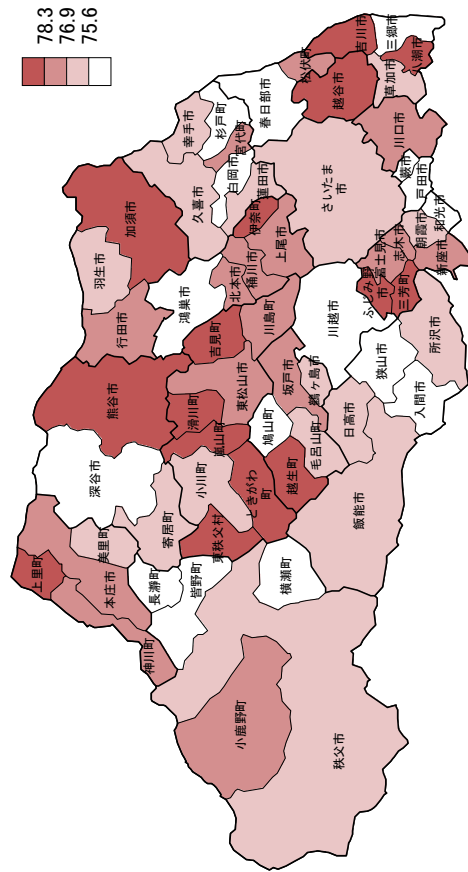 78.3
76.9
75.6
上里町
神川町
本庄市
美里町
深谷市
熊谷市
行田市
羽生市
加須市
長瀞町
皆野町
寄居町
小川町
東秩父村
嵐山町
滑川町
吉見町
鴻巣市
久喜市
幸手市
杉戸町
宮代町
白岡市
春日部市
松伏町
小鹿野町
秩父市
横瀬町
ときがわ
町
越生町
鳩山町
毛呂山町
東松山市
坂戸市
鶴ヶ島市
川島町
北本市
桶川市
伊奈町
蓮田市
上尾市
さいたま
市
越谷市
吉川市
三郷市
八潮市
草加市
川口市
飯能市
日高市
狭山市
入間市
所沢市
川越市
ふじみ野
市
三芳町
富士見市
志木市
新座市
朝霞市
和光市
戸田市
蕨市